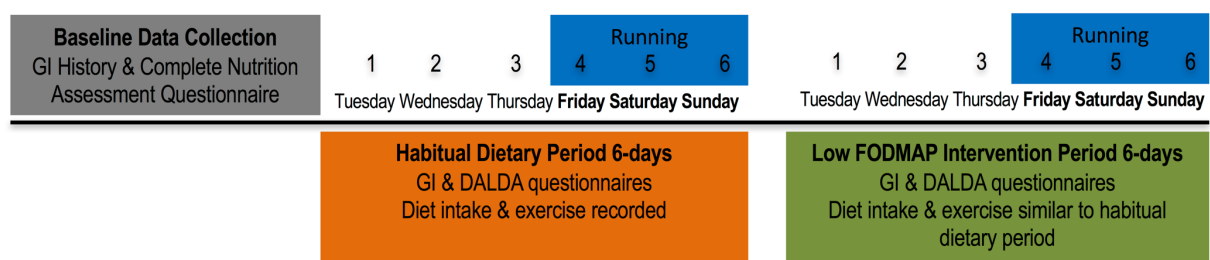 Baseline Data Collection
GI History & Complete Nutrition
Assessment Questionnaire
Running
1 2 3 4 5 6
Tuesday Wednesday Thursday Friday Saturday Sunday
Running
1 2 3 4 5 6
Tuesday Wednesday Thursday Friday Saturday Sunday
Habitual Dietary Period 6-days
GI & DALDA questionnaires
Diet intake & exercise recorded
Low FODMAP Intervention Period 6-days
GI & DALDA questionnaires
Diet intake & exercise similar to habitual
dietary period